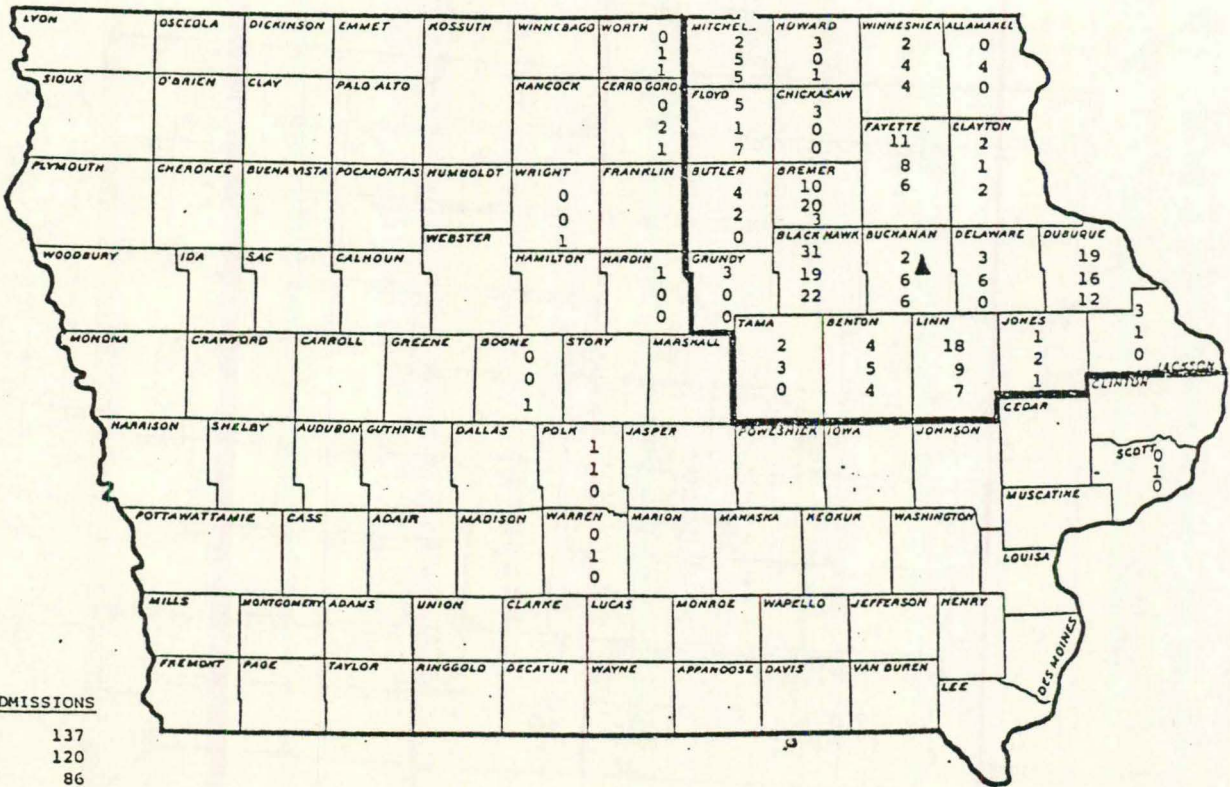 LYON OSCEOLA DICKINSON EMMET KOSSUTH WINNEBAGO WORTH MITCHEL HOWARD WINNESHIEK ALLAMAKEE
0 2 3 2 0
1 5 0 4 4
1 5 1 4 0
SIOUX O'BRIEN CLAY PALO ALTO HANCOCK CERRO GORD FLOYD CHICKASAW
0 5 3
2 1 0
1 7 0
FAYETTE CLAYTON
11 2
8 1
6 2
PLYMOUTH CHEROKEE BUENA VISTA POCAHONTAS HUMBOLDT WRIGHT FRANKLIN BUTLER BREMER
0 4 10
0 2 20
1 0 3
WEBSTER
BLACK HAWK BUCHANAN DELAWARE DUBUQUE
31 2 3 19
19 6 6 16
22 6 0 12
WOODBURY IDA SAC CALHOUN HAMILTON HARDIN GRUNDY
1 3
0 0
0 0
TAMA BENTON LINN JONES
2 4 18 1
3 5 9 2
0 4 7 1
3
1
0
JACKSON
MONONA CRAWFORD CARROLL GREENE BOONE STORY MARSHALL
0
0
1
CLINTON
CEDAR
HARRISON SHELBY AUDUBON GUTHRIE DALLAS POLK JASPER POWESHIEK IOWA JOHNSON
1
1
0
SCOTT
0
1
0
MUSCATINE
POTTAWATTAMIE CASS ADAIR MADISON WARREN MARION MAHASKA KEOKUK WASHINGTON
0
1
0
LOUISA
MILLS MONTGOMERY ADAMS UNION CLARKE LUCAS MONROE WAPELLO JEFFERSON HENRY
DES MOINES
FREMONT PAGE TAYLOR RINGGOLD DECATUR WAYNE APPANOOSE DAVIS VAN BUREN
LEE
DMISSIONS
137
120
86